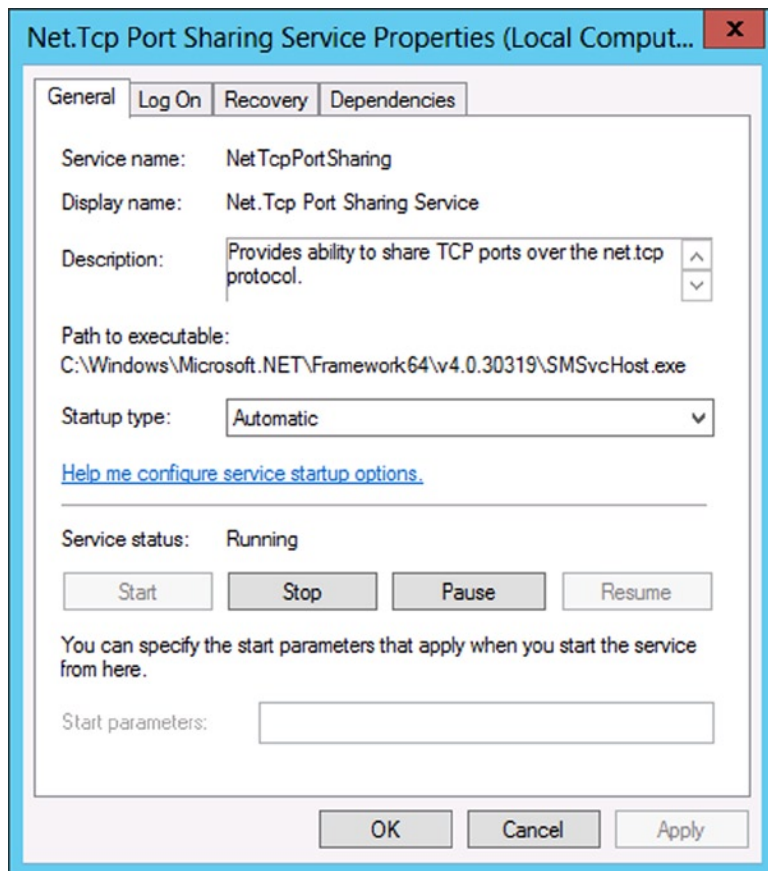 Net.Tcp Port Sharing Service Properties (Local Comput...
x
General Log On Recovery Dependencies
Service name: NetTcpPortSharing
Display name: Net.Tcp Port Sharing Service
Description: Provides ability to share TCP ports over the net.tcp
protocol.
Path to executable:
C:\Windows\Microsoft.NET\Framework64\v4.0.30319\SMSvcHost.exe
Startup type: Automatic
Help me configure service startup options.
Service status: Running
Start Stop Pause Resume
You can specify the start parameters that apply when you start the service
from here.
Start parameters:
OK Cancel Apply